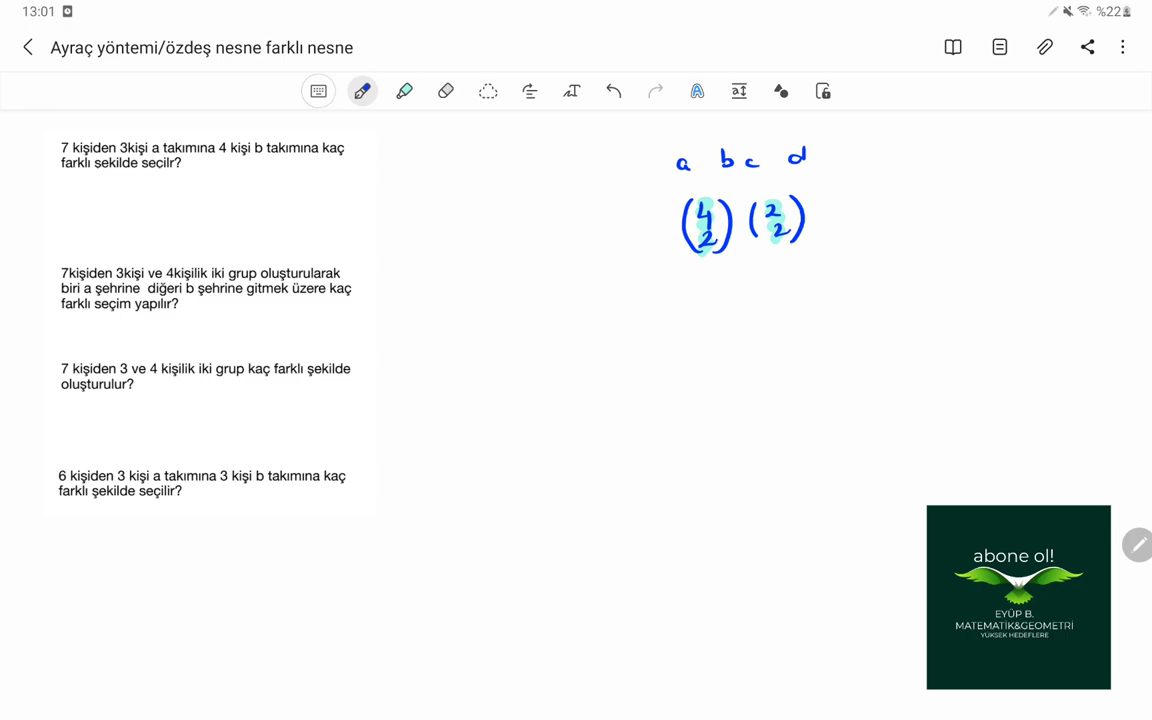 13:01
%22
Ayraç yöntemi/özdeş nesne farklı nesne
7 kişiden 3kişi a takımına 4 kişi b takımına kaç
farklı şekilde seçilr?
a b c d
(4 2) (2 2)
7kişiden 3kişi ve 4kişilik iki grup oluşturularak
biri a şehrine diğeri b şehrine gitmek üzere kaç
farklı seçim yapılır?
7 kişiden 3 ve 4 kişilik iki grup kaç farklı şekilde
oluşturulur?
6 kişiden 3 kişi a takımına 3 kişi b takımına kaç
farklı şekilde seçilir?
abone ol!
EYÜP B.
MATEMATİK&GEOMETRİ
YÜKSEK HEDEFLERE